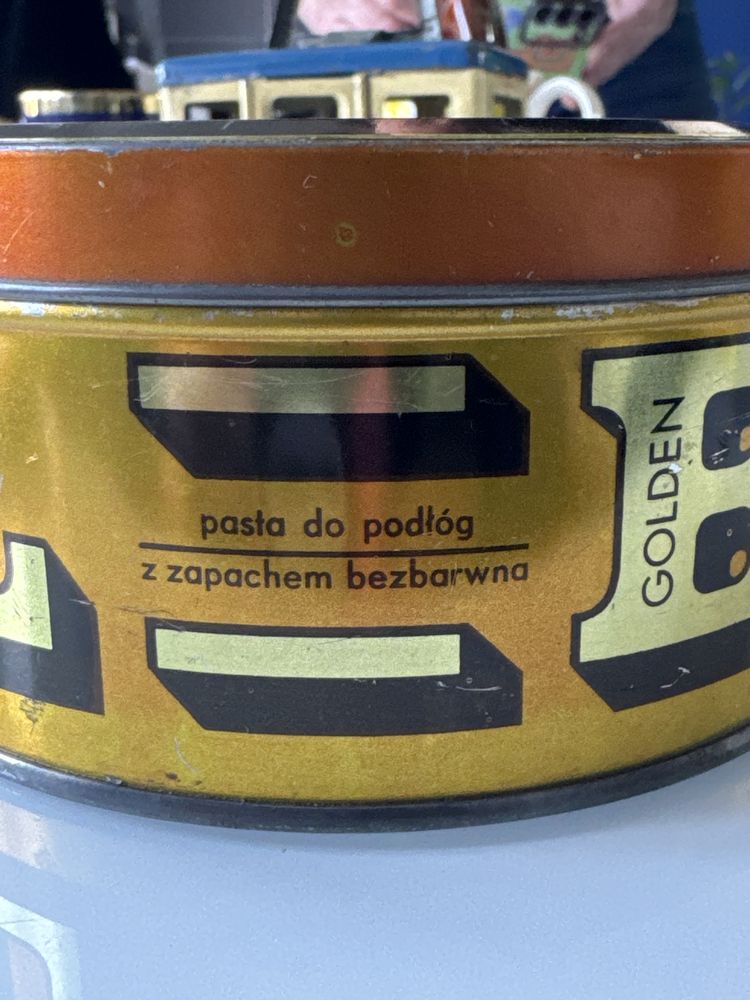 pasta do podłóg
z zapachem bezbarwna
B
GOLDEN